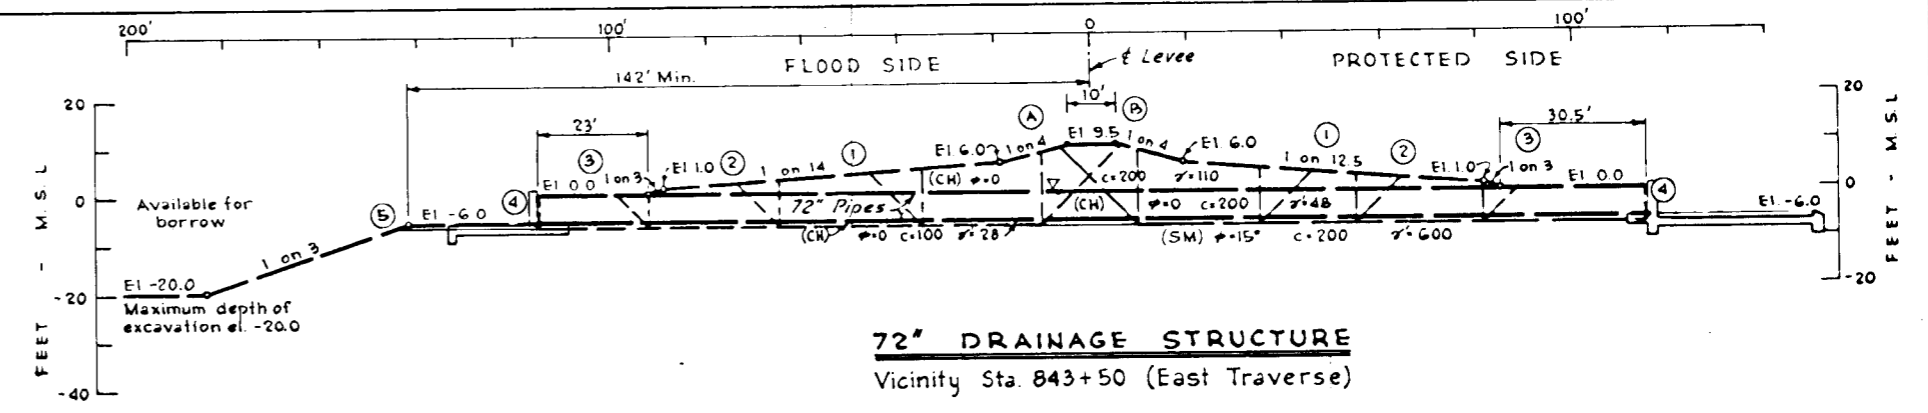 200' 100' 0 100'
℄ Levee
FLOOD SIDE PROTECTED SIDE
142' Min.
10'
23' 30.5'
20 0 -20 -40
FEET - M.S.L
20 0 -20
FEET - M.S.L
A B
El 9.5
El. 6.0 1 on 4 1 on 4 El. 6.0
3 1 on 3 El 1.0 2 1 on 14 1
1 1 on 12.5 2 El. 1.0 3 1 on 3
(CH) φ=0 c=200 γ=110
El 0.0 El 0.0
4 4
72" Pipes (CH) φ=0 c=200 γ'=48
Available for
borrow
5 El -6.0 El. -6.0
(CH) φ=0 c=100 γ'=28 (SM) φ=15° c=200 γ'=600
1 on 3
El -20.0
Maximum depth of
excavation el. -20.0
72" DRAINAGE STRUCTURE
Vicinity Sta. 843+50 (East Traverse)